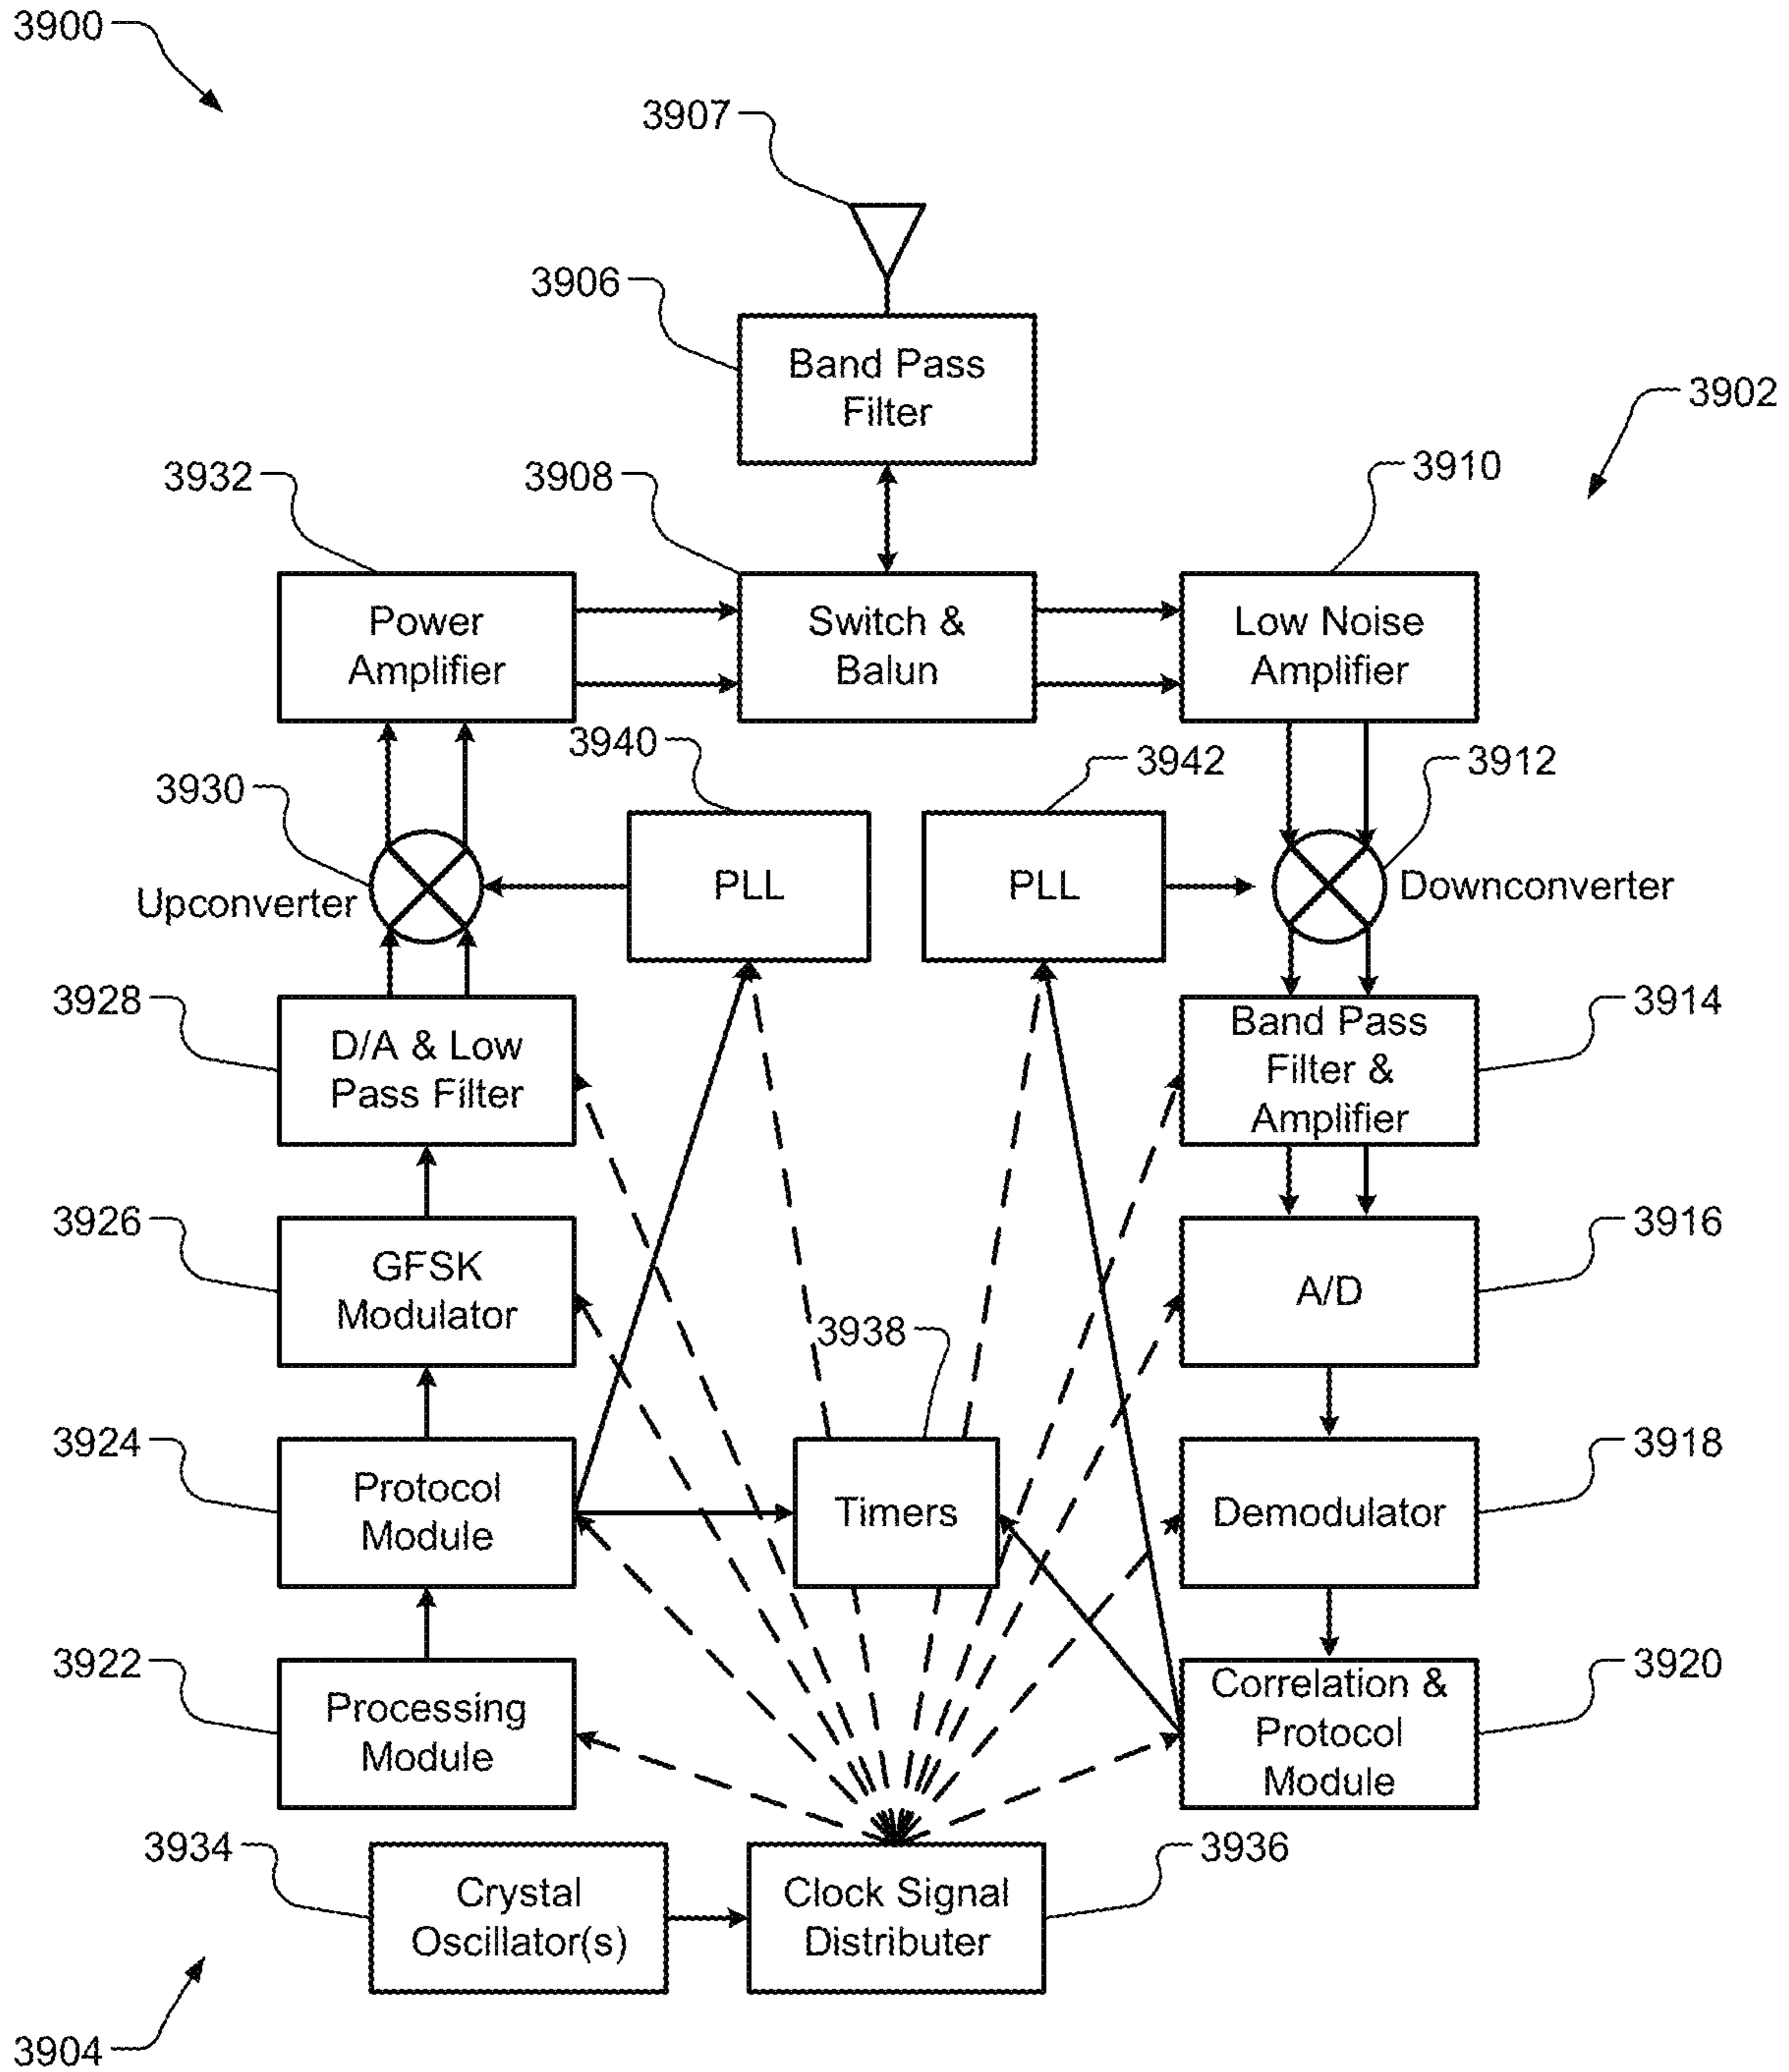 3900
3907
3906
Band Pass
Filter
3902
3932
3908
3910
Power
Amplifier
Switch &
Balun
Low Noise
Amplifier
3940
3942
3912
3930
Upconverter
PLL
PLL
Downconverter
3928
D/A & Low
Pass Filter
Band Pass
Filter &
Amplifier
3914
3926
GFSK
Modulator
A/D
3916
3938
3924
Protocol
Module
Timers
Demodulator
3918
3922
Processing
Module
Correlation &
Protocol
Module
3920
3934
Crystal
Oscillator(s)
Clock Signal
Distributer
3936
3904